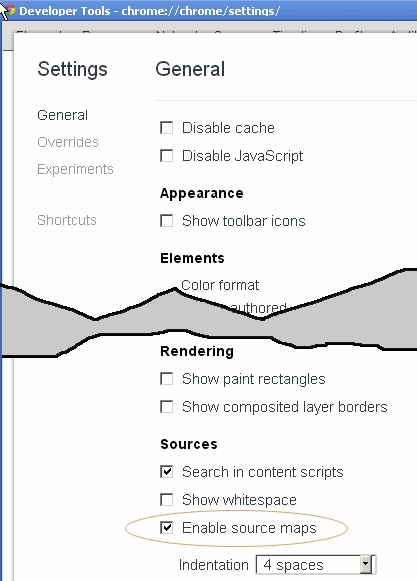 Developer Tools - chrome://chrome/settings/
Settings
General
General
Overrides
Experiments
Shortcuts
Disable cache
Disable JavaScript
Appearance
Show toolbar icons
Elements
Color format
authored
Rendering
Show paint rectangles
Show composited layer borders
Sources
Search in content scripts
Show whitespace
Enable source maps
Indentation 4 spaces